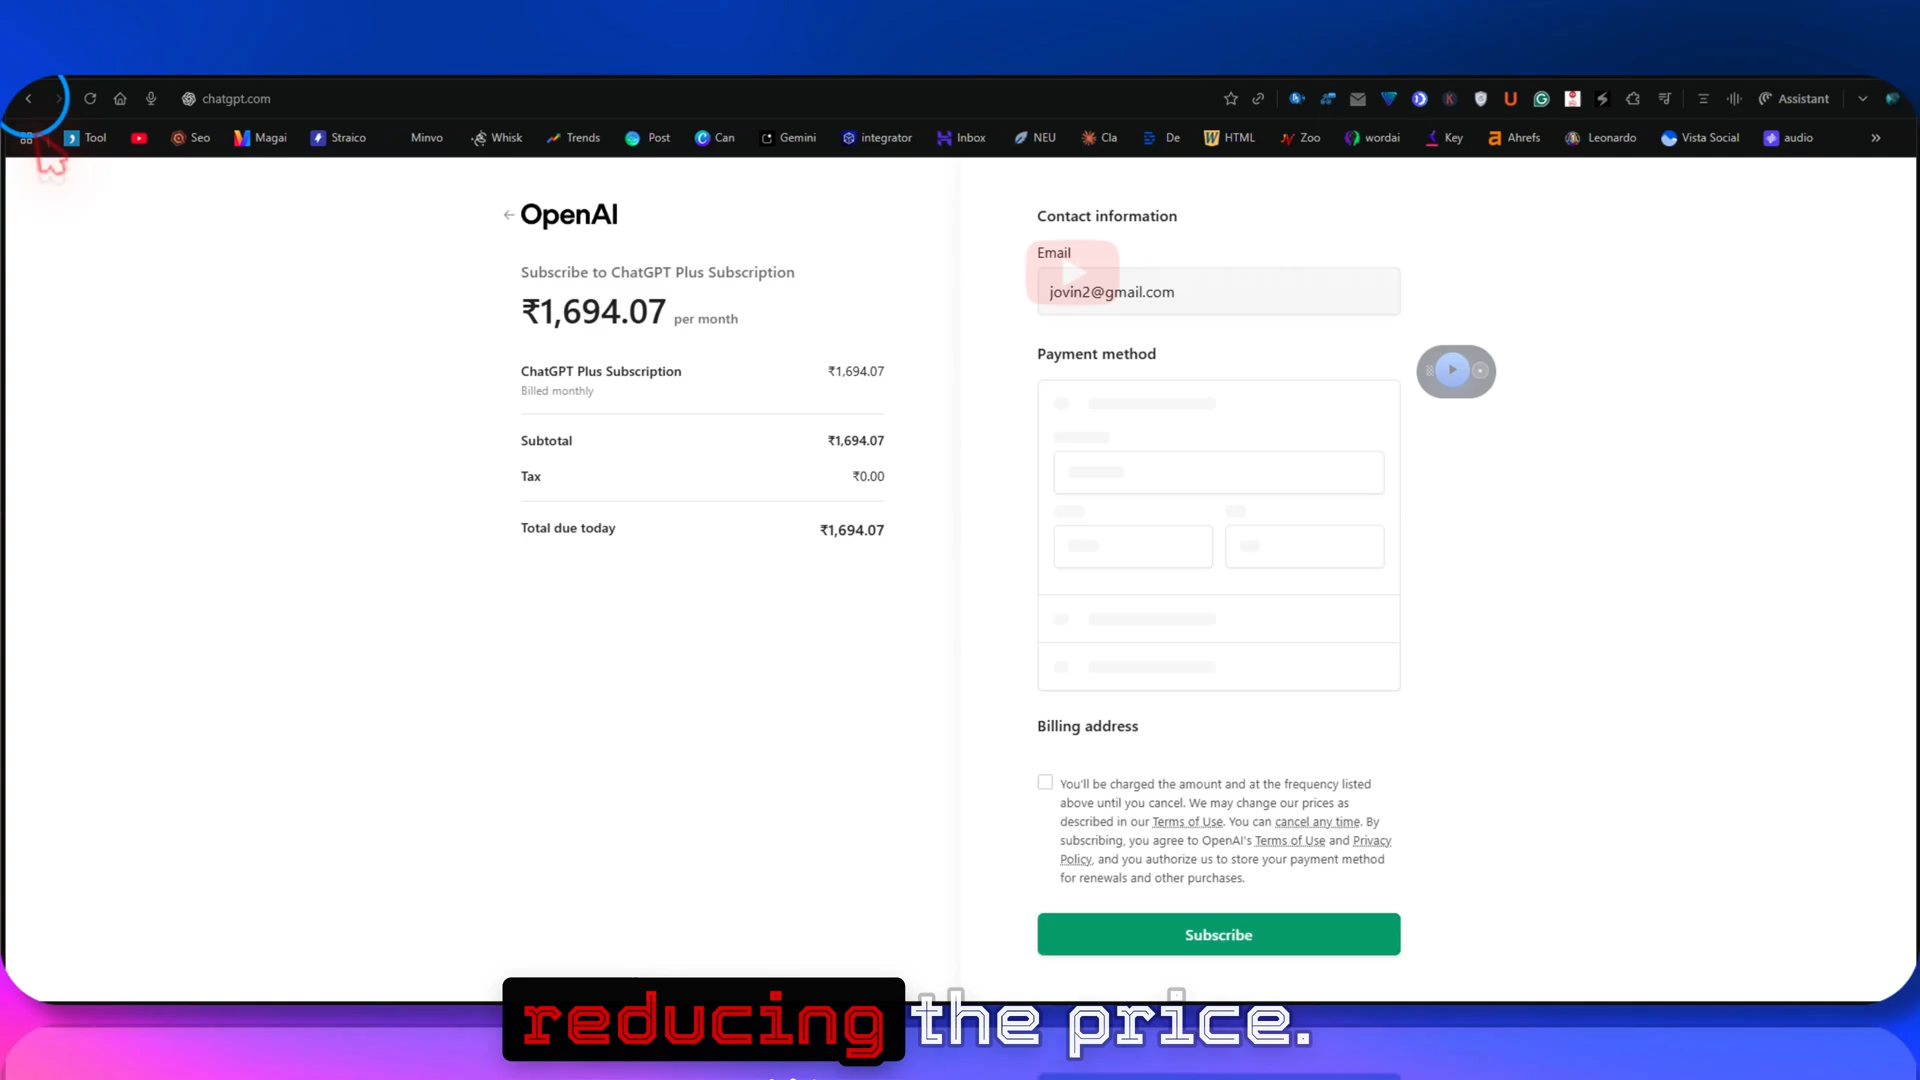 chatgpt.com
Assistant
Tool
Seo
Magai
Straico
Minvo
Whisk
Trends
Post
Can
Gemini
integrator
Inbox
NEU
Cla
De
HTML
Zoo
wordai
Key
Ahrefs
Leonardo
Vista Social
audio
OpenAI
Subscribe to ChatGPT Plus Subscription
₹1,694.07 per month
ChatGPT Plus Subscription ₹1,694.07
Billed monthly
Subtotal ₹1,694.07
Tax ₹0.00
Total due today ₹1,694.07
Contact information
Email
jovin2@gmail.com
Payment method
Billing address
You'll be charged the amount and at the frequency listed
above until you cancel. We may change our prices as
described in our Terms of Use. You can cancel any time. By
subscribing, you agree to OpenAI's Terms of Use and Privacy
Policy, and you authorize us to store your payment method
for renewals and other purchases.
Subscribe
reducing the price.